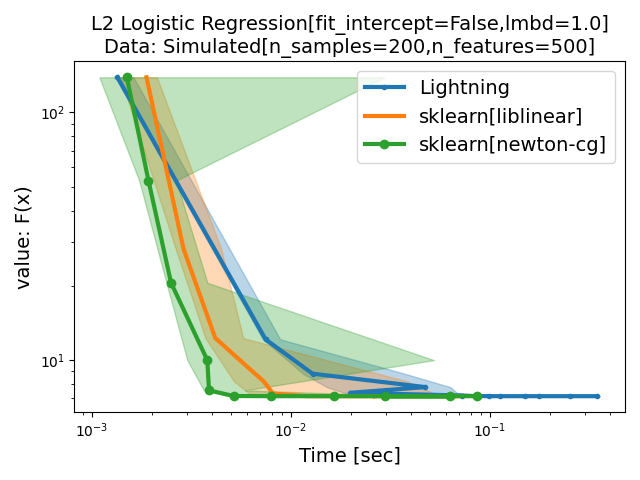 L2 Logistic Regression[fit_intercept=False,lmbd=1.0]
Data: Simulated[n_samples=200,n_features=500]
value: F(x)
10²
10¹
Lightning
sklearn[liblinear]
sklearn[newton-cg]
10⁻³
10⁻²
10⁻¹
Time [sec]